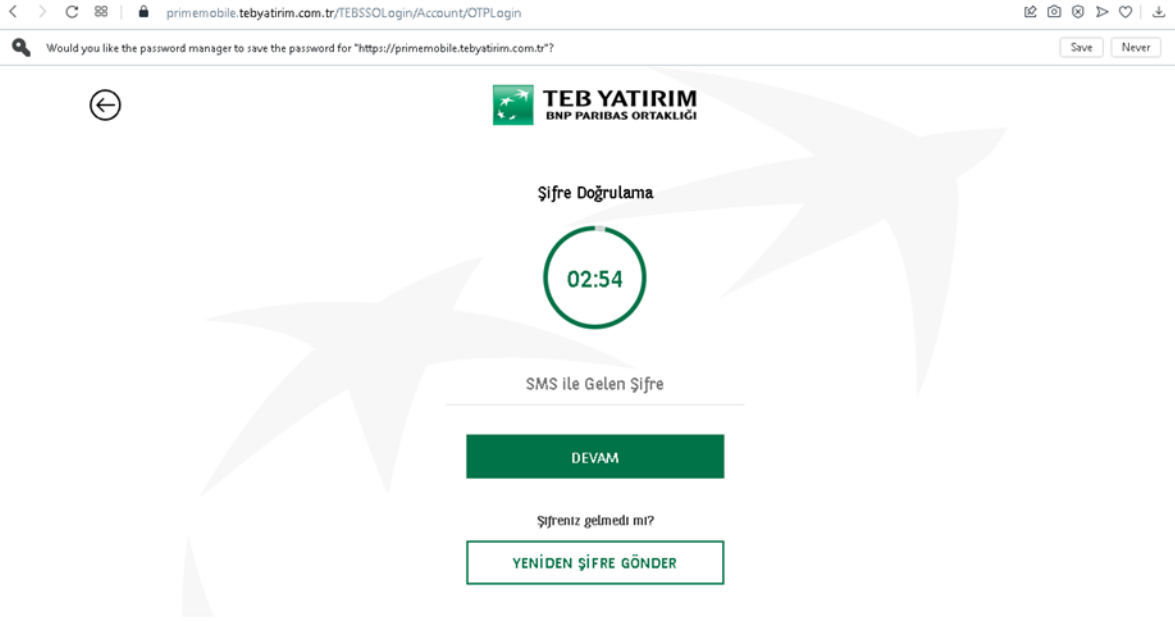 primemobile.tebyatirim.com.tr/TEBSSOLogin/Account/OTPLogin
Would you like the password manager to save the password for "https://primemobile.tebyatirim.com.tr"?
Save
Never
TEB YATIRIM
BNP PARIBAS ORTAKLIĞI
Şifre Doğrulama
02:54
SMS ile Gelen Şifre
DEVAM
Şifreniz gelmedi mi?
YENİDEN ŞİFRE GÖNDER